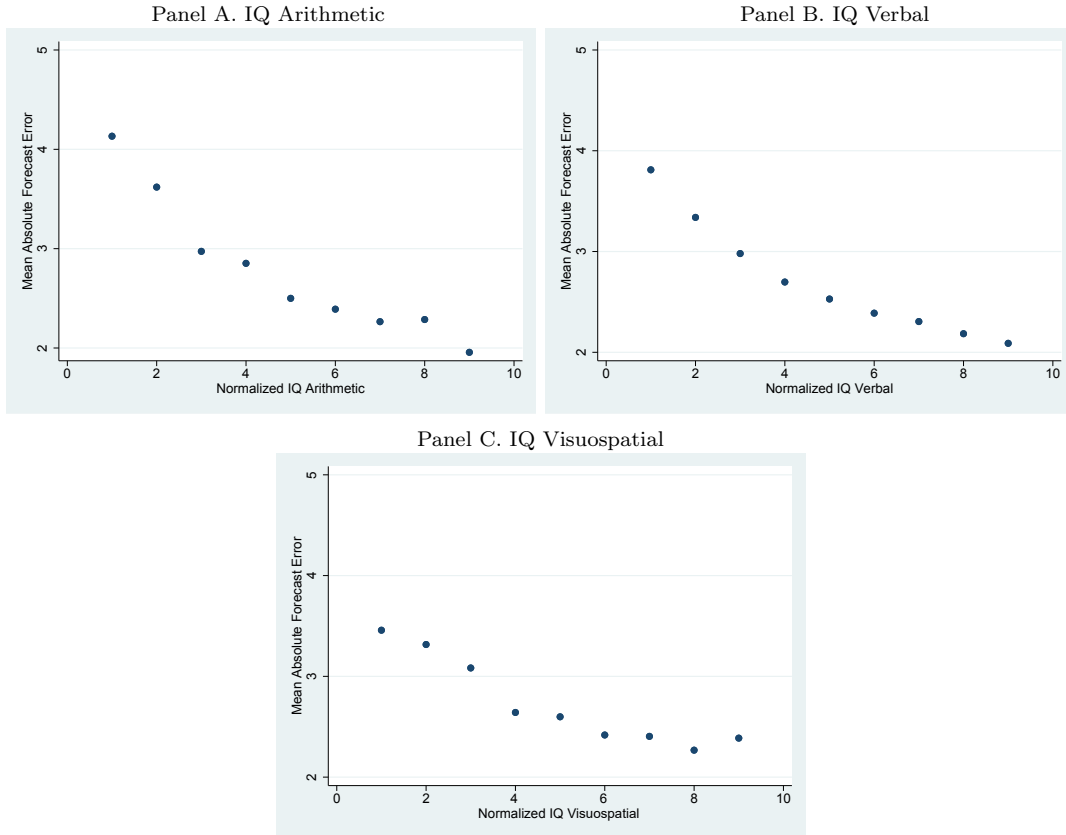 Panel A. IQ Arithmetic
5
4
3
2
Mean Absolute Forecast Error
0 2 4 6 8 10
Normalized IQ Arithmetic
Panel B. IQ Verbal
5
4
3
2
Mean Absolute Forecast Error
0 2 4 6 8 10
Normalized IQ Verbal
Panel C. IQ Visuospatial
5
4
3
2
Mean Absolute Forecast Error
0 2 4 6 8 10
Normalized IQ Visuospatial